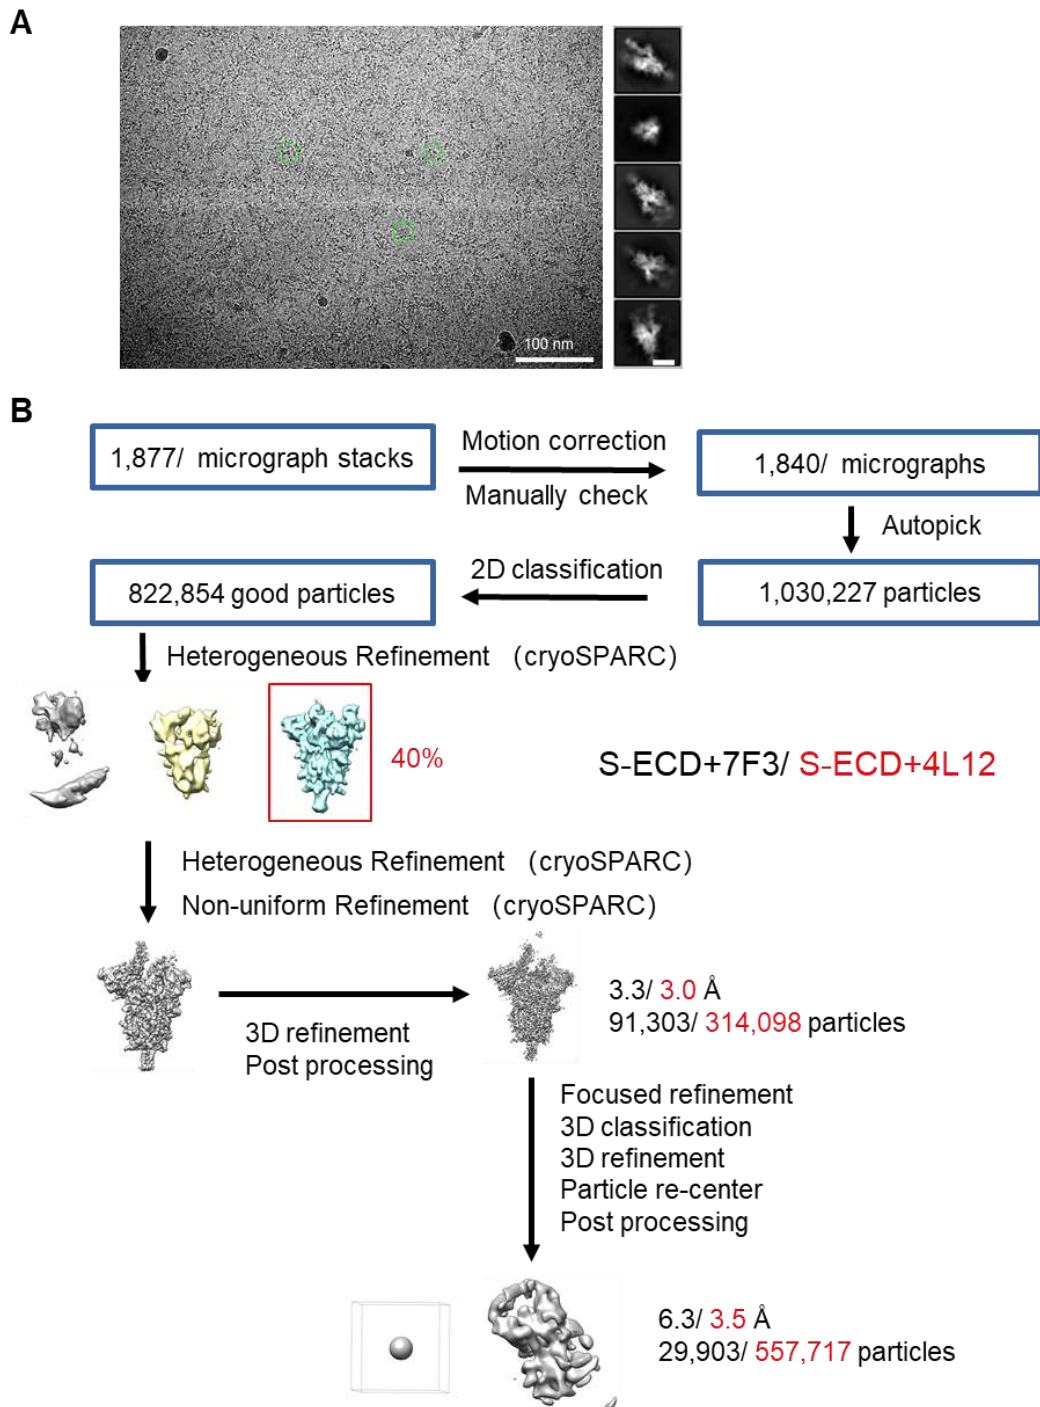 A
100 nm
B
1,877/ micrograph stacks
Motion correction
Manually check
1,840/ micrographs
Autopick
822,854 good particles
2D classification
1,030,227 particles
Heterogeneous Refinement (cryoSPARC)
40%
S-ECD+7F3/ S-ECD+4L12
Heterogeneous Refinement (cryoSPARC)
Non-uniform Refinement (cryoSPARC)
3D refinement
Post processing
3.3/ 3.0 Å
91,303/ 314,098 particles
Focused refinement
3D classification
3D refinement
Particle re-center
Post processing
6.3/ 3.5 Å
29,903/ 557,717 particles